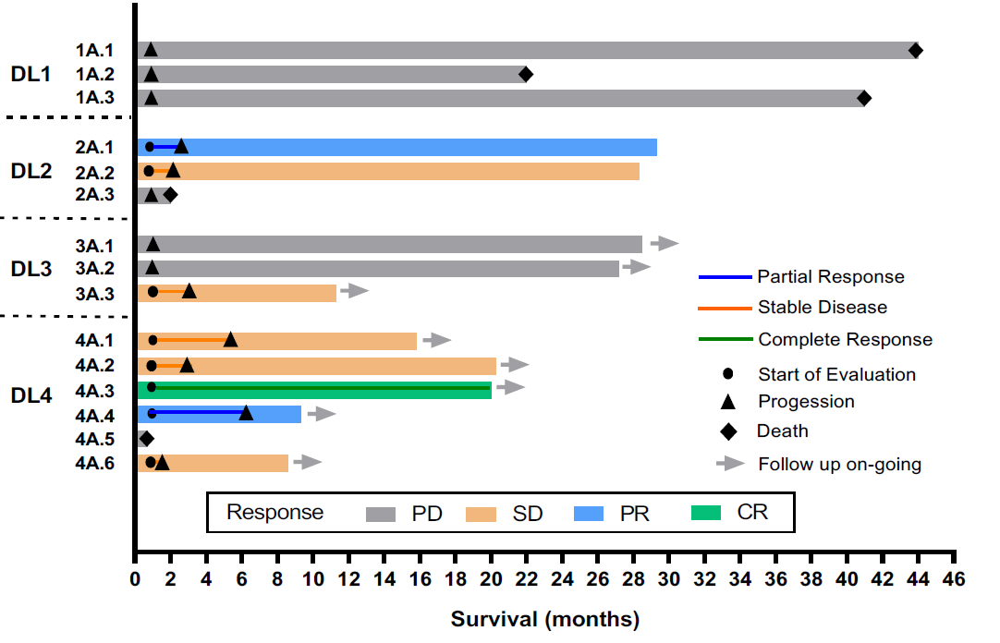 1A.1
DL1 1A.2
1A.3
2A.1
DL2 2A.2
2A.3
3A.1
DL3 3A.2
3A.3
4A.1
4A.2
4A.3
DL4
4A.4
4A.5
4A.6
Partial Response
Stable Disease
Complete Response
Start of Evaluation
Progession
Death
Follow up on-going
Response PD SD PR CR
0 2 4 6 8 10 12 14 16 18 20 22 24 26 28 30 32 34 36 38 40 42 44 46
Survival (months)